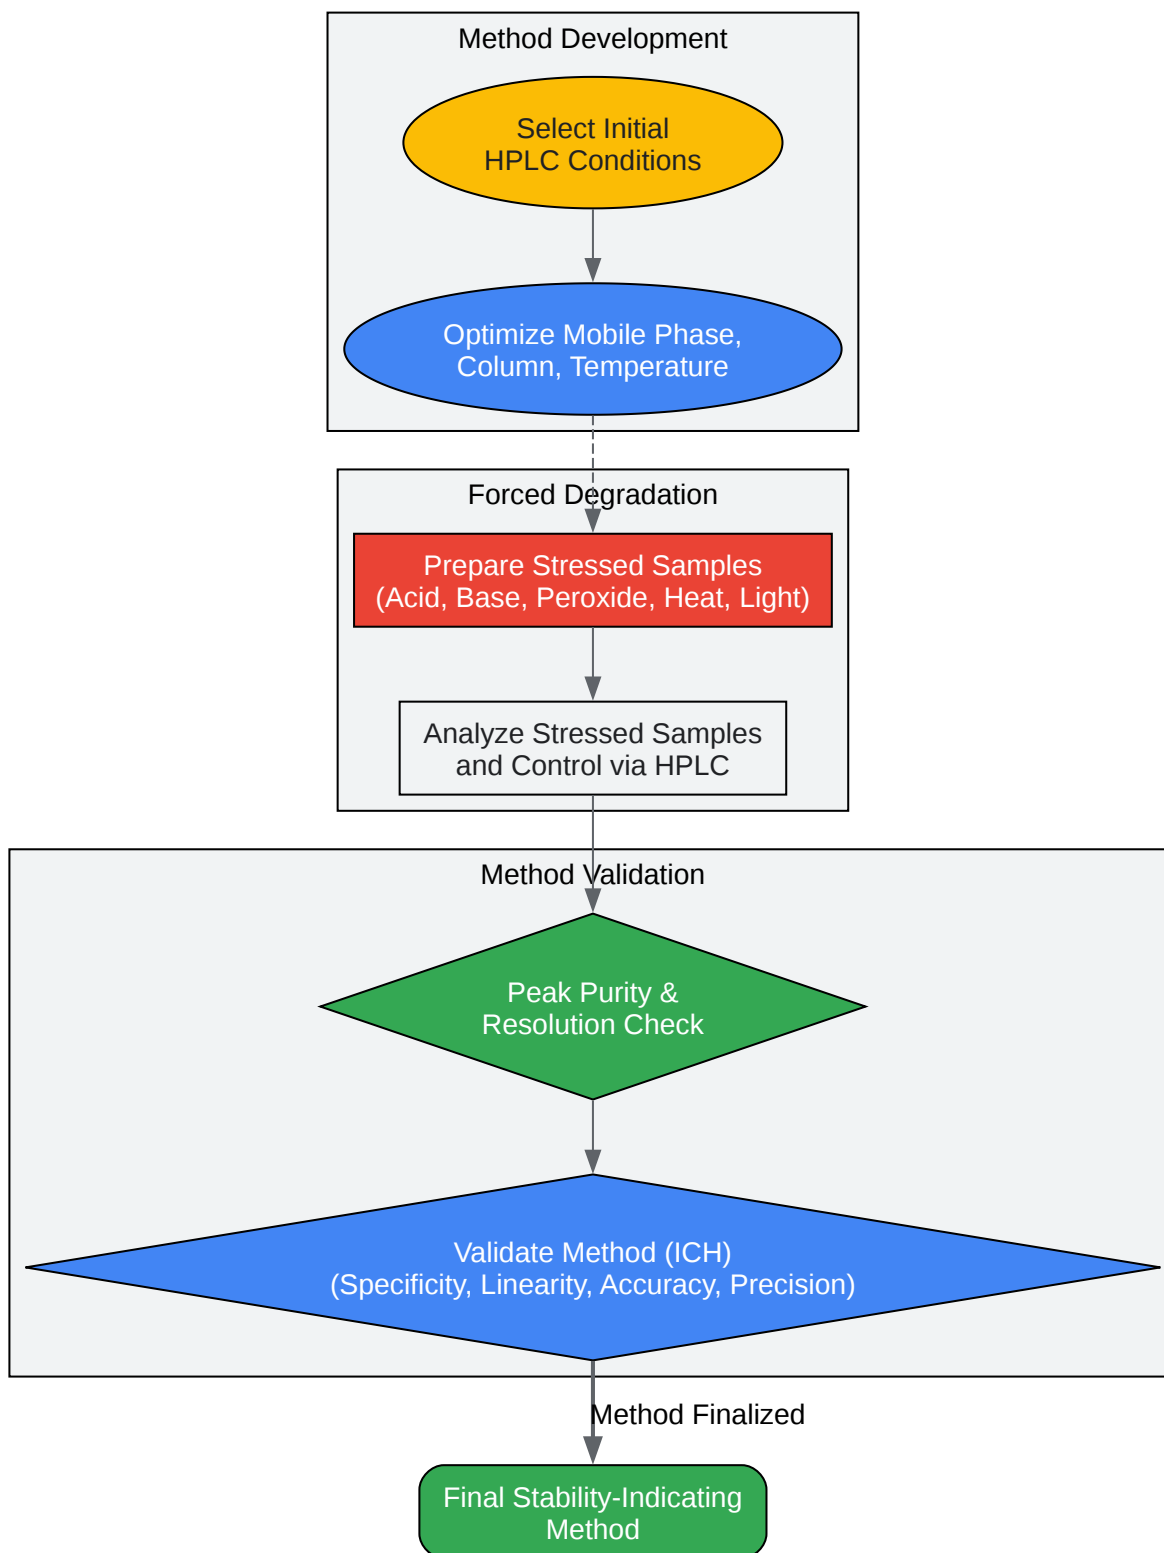 Method Development
Select Initial
HPLC Conditions
Optimize Mobile Phase,
Column, Temperature
Forced Degradation
Prepare Stressed Samples
(Acid, Base, Peroxide, Heat, Light)
Analyze Stressed Samples
and Control via HPLC
Method Validation
Peak Purity &
Resolution Check
Validate Method (ICH)
(Specificity, Linearity, Accuracy, Precision)
Method Finalized
Final Stability-Indicating
Method